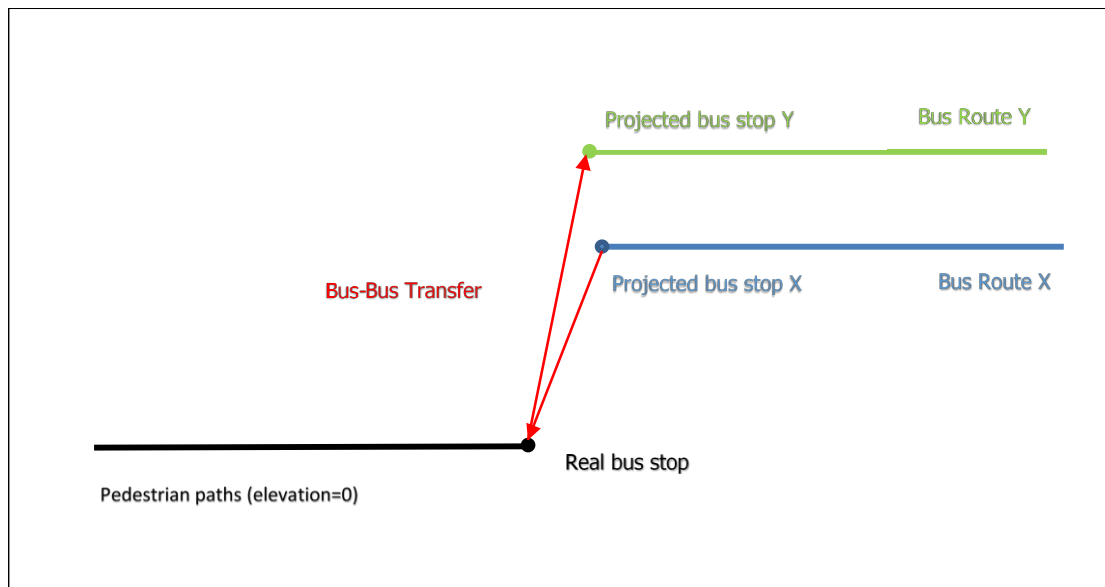 Bus Route Y
Projected bus stop Y
Bus-Bus Transfer
Projected bus stop X
Bus Route X
Real bus stop
Pedestrian paths (elevation=0)